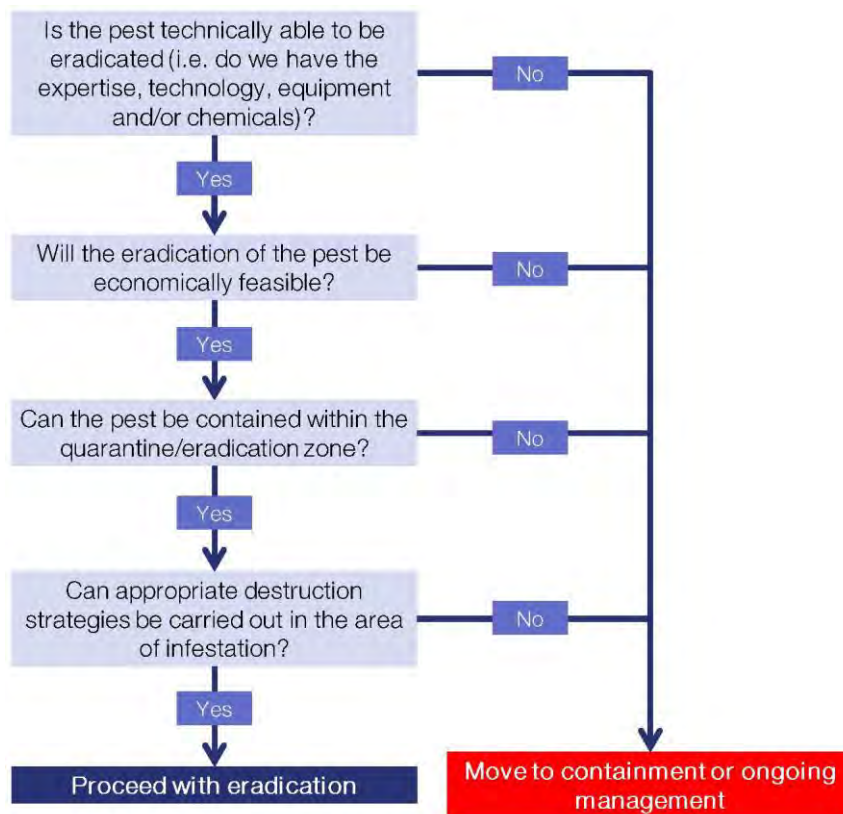 Is the pest technically able to be
eradicated (i.e. do we have the
expertise, technology, equipment
and/or chemicals)?
No
Yes
Will the eradication of the pest be
economically feasible?
No
Yes
Can the pest be contained within the
quarantine/eradication zone?
No
Yes
Can appropriate destruction
strategies be carried out in the area
of infestation?
No
Yes
Proceed with eradication
Move to containment or ongoing
management